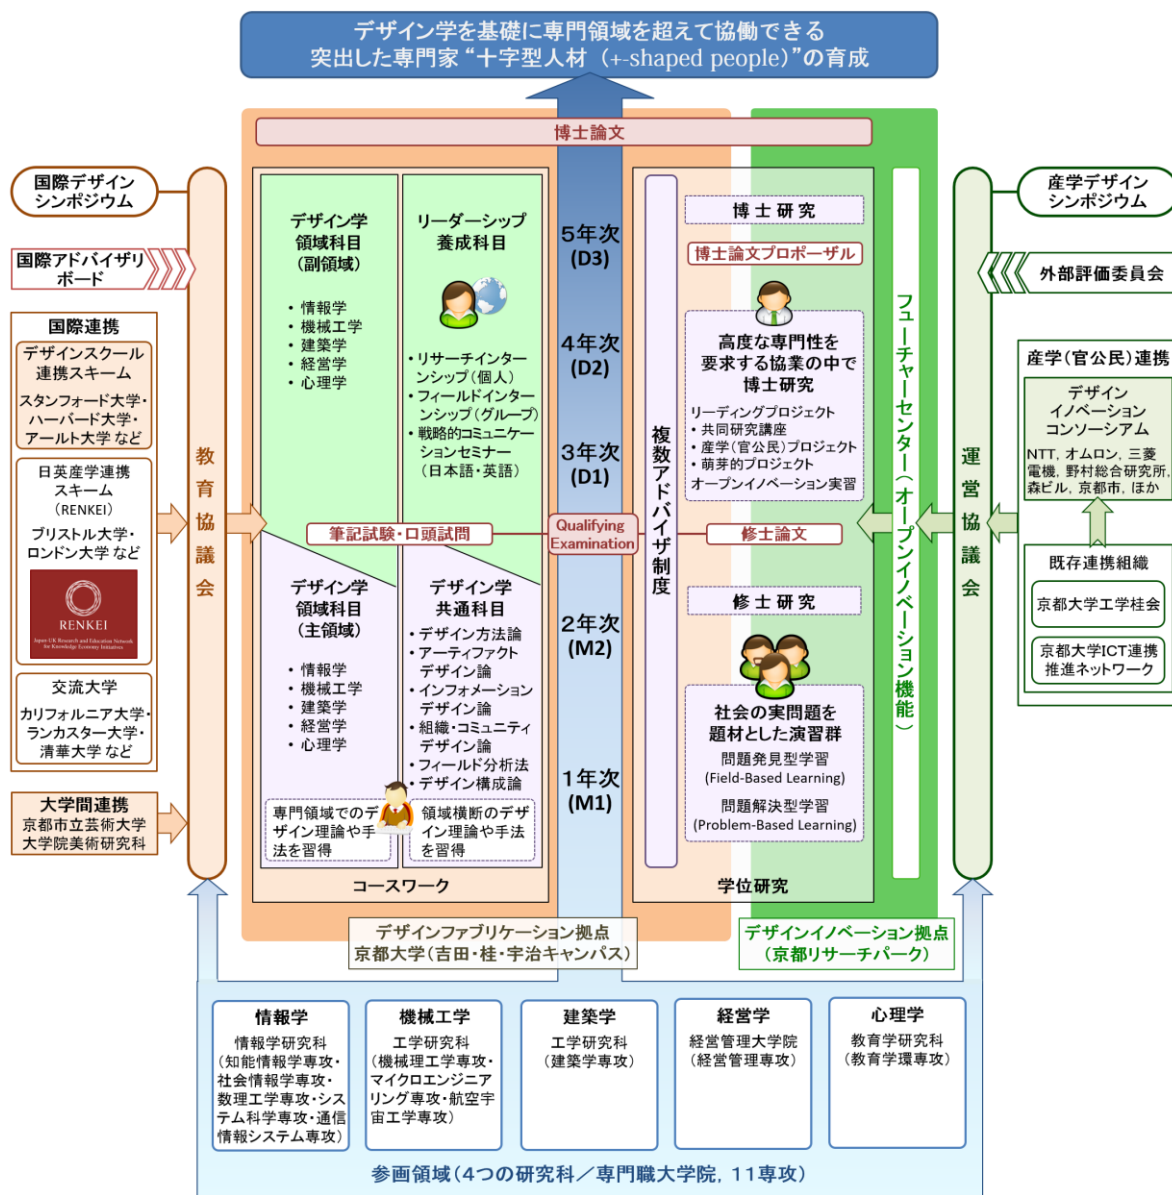 デザイン学を基礎に専門領域を超えて協働できる
突出した専門家“十字型人材（+-shaped people）”の育成
博士論文
国際デザイン
シンポジウム
国際アドバイザリ
ボード
国際連携
デザインスクール
連携スキーム
スタンフォード大学・
ハーバード大学・
アールト大学 など
日英産学連携
スキーム
（RENKEI）
ブリストル大学・
ロンドン大学 など
RENKEI
Japan-UK Research and Education Network
for Knowledge Economy Initiatives
交流大学
カリフォルニア大学・
ランカスター大学・
清華大学 など
大学間連携
京都市立芸術大学
大学院美術研究科
教育協議会
デザイン学
領域科目
（副領域）
・ 情報学
・ 機械工学
・ 建築学
・ 経営学
・ 心理学
リーダーシップ
養成科目
・リサーチインター
ンシップ（個人）
・フィールドインター
ンシップ（グループ）
・戦略的コミュニケー
ションセミナー
（日本語・英語）
筆記試験・口頭試問
Qualifying
Examination
修士論文
デザイン学
領域科目
（主領域）
・ 情報学
・ 機械工学
・ 建築学
・ 経営学
・ 心理学
専門領域でのデ
ザイン理論や手
法を習得
デザイン学
共通科目
・デザイン方法論
・アーティファクト
デザイン論
・インフォメーション
デザイン論
・組織・コミュニティ
デザイン論
・フィールド分析法
・デザイン構成論
領域横断のデザ
イン理論や手法
を習得
コースワーク
5年次
(D3)
4年次
(D2)
3年次
(D1)
2年次
(M2)
1年次
(M1)
複数アドバイザ制度
博士研究
博士論文プロポーザル
高度な専門性を
要求する協業の中で
博士研究
リーディングプロジェクト
・共同研究講座
・産学（官公民）プロジェクト
・萌芽的プロジェクト
オープンイノベーション実習
修士研究
社会の実問題を
題材とした演習群
問題発見型学習
(Field-Based Learning)
問題解決型学習
(Problem-Based Learning)
学位研究
フューチャーセンター（オープンイノベーション機能）
運営協議会
産学デザイン
シンポジウム
外部評価委員会
産学（官公民）連携
デザイン
イノベーション
コンソーシアム
NTT, オムロン, 三菱
電機, 野村総合研究所,
森ビル, 京都市, ほか
既存連携組織
京都大学工学桂会
京都大学ICT連携
推進ネットワーク
デザインファブリケーション拠点
京都大学（吉田・桂・宇治キャンパス）
デザインイノベーション拠点
（京都リサーチパーク）
情報学
情報学研究科
（知能情報学専攻・
社会情報学専攻・
数理工学専攻・シス
テム科学専攻・通信
情報システム専攻）
機械工学
工学研究科
（機械理工学専攻・
マイクロエンジニア
リング専攻・航空宇
宙工学専攻）
建築学
工学研究科
（建築学専攻）
経営学
経営管理大学院
（経営管理専攻）
心理学
教育学研究科
（教育学環専攻）
参画領域（4つの研究科／専門職大学院, 11専攻）